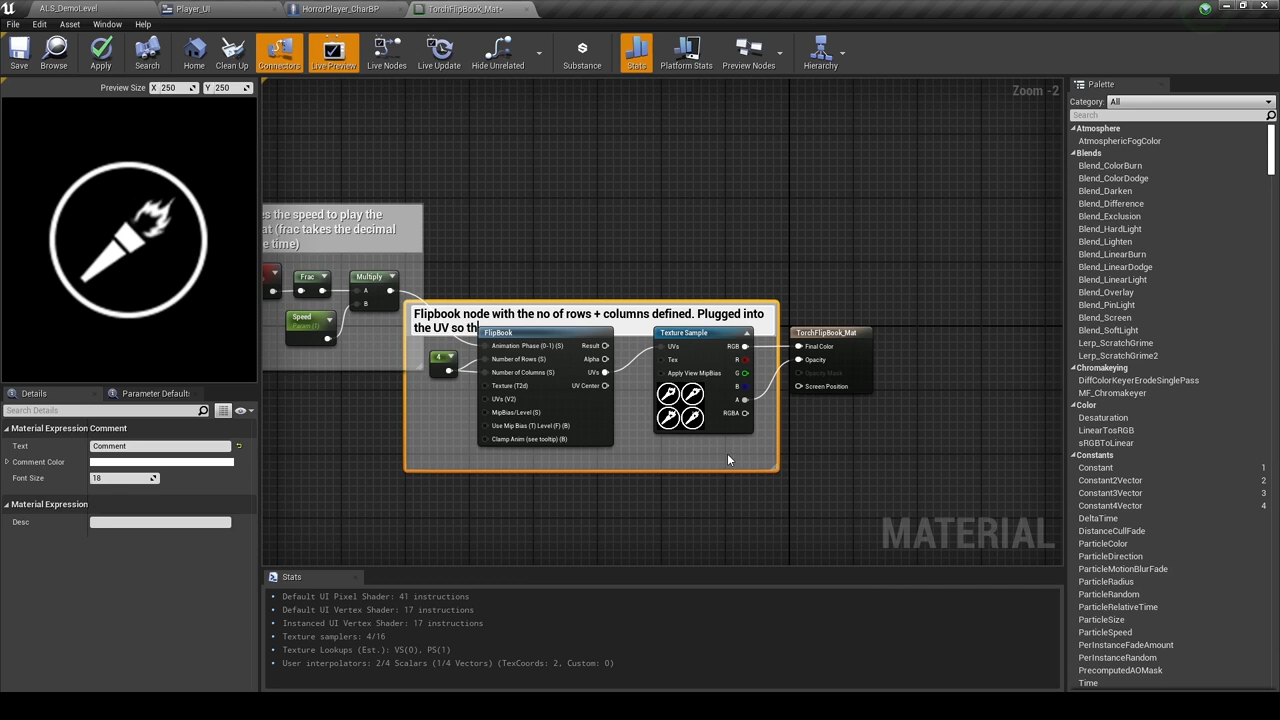 ALS_DemoLevel
Player_UI
HorrorPlayer_CharBP
TorchFlipBook_Mat*
File Edit Asset Window Help
Save
Browse
Apply
Search
Home
Clean Up
Connectors
Live Preview
Live Nodes
Live Update
Hide Unrelated
Substance
Stats
Platform Stats
Preview Nodes
Hierarchy
Preview Size X 250 Y 250
Zoom -2
es the speed to play the
at (frac takes the decimal
e time)
Frac
Multiply
A
B
Speed
Param (1)
Flipbook node with the no of rows + columns defined. Plugged into
the UV so th
4
FlipBook
Animation Phase (0-1) (S) Result
Number of Rows (S) Alpha
Number of Columns (S) UVs
Texture (T2d) UV Center
UVs (V2)
MipBias/Level (S)
Use Mip Bias (T) Level (F) (B)
Clamp Anim (see tooltip) (B)
Texture Sample
UVs RGB
Tex R
Apply View MipBias G
B
A
RGBA
TorchFlipBook_Mat
Final Color
Opacity
Opacity Mask
Screen Position
MATERIAL
Details
Parameter Default:
Search Details
Material Expression Comment
Text Comment
Comment Color
Font Size 18
Material Expression
Desc
Stats
Default UI Pixel Shader: 41 instructions
Default UI Vertex Shader: 17 instructions
Instanced UI Vertex Shader: 17 instructions
Texture samplers: 4/16
Texture Lookups (Est.): VS(0), PS(1)
User interpolators: 2/4 Scalars (1/4 Vectors) (TexCoords: 2, Custom: 0)
Palette
Category: All
Search
Atmosphere
AtmosphericFogColor
Blends
Blend_ColorBurn
Blend_ColorDodge
Blend_Darken
Blend_Difference
Blend_Exclusion
Blend_HardLight
Blend_Lighten
Blend_LinearBurn
Blend_LinearDodge
Blend_LinearLight
Blend_Overlay
Blend_PinLight
Blend_Screen
Blend_SoftLight
Lerp_ScratchGrime
Lerp_ScratchGrime2
Chromakeying
DiffColorKeyerErodeSinglePass
MF_Chromakeyer
Color
Desaturation
LinearTosRGB
sRGBToLinear
Constants
Constant 1
Constant2Vector 2
Constant3Vector 3
Constant4Vector 4
DeltaTime
DistanceCullFade
ParticleColor
ParticleDirection
ParticleMotionBlurFade
ParticleRadius
ParticleRandom
ParticleRelativeTime
ParticleSize
ParticleSpeed
PerInstanceFadeAmount
PerInstanceRandom
PrecomputedAOMask
Time